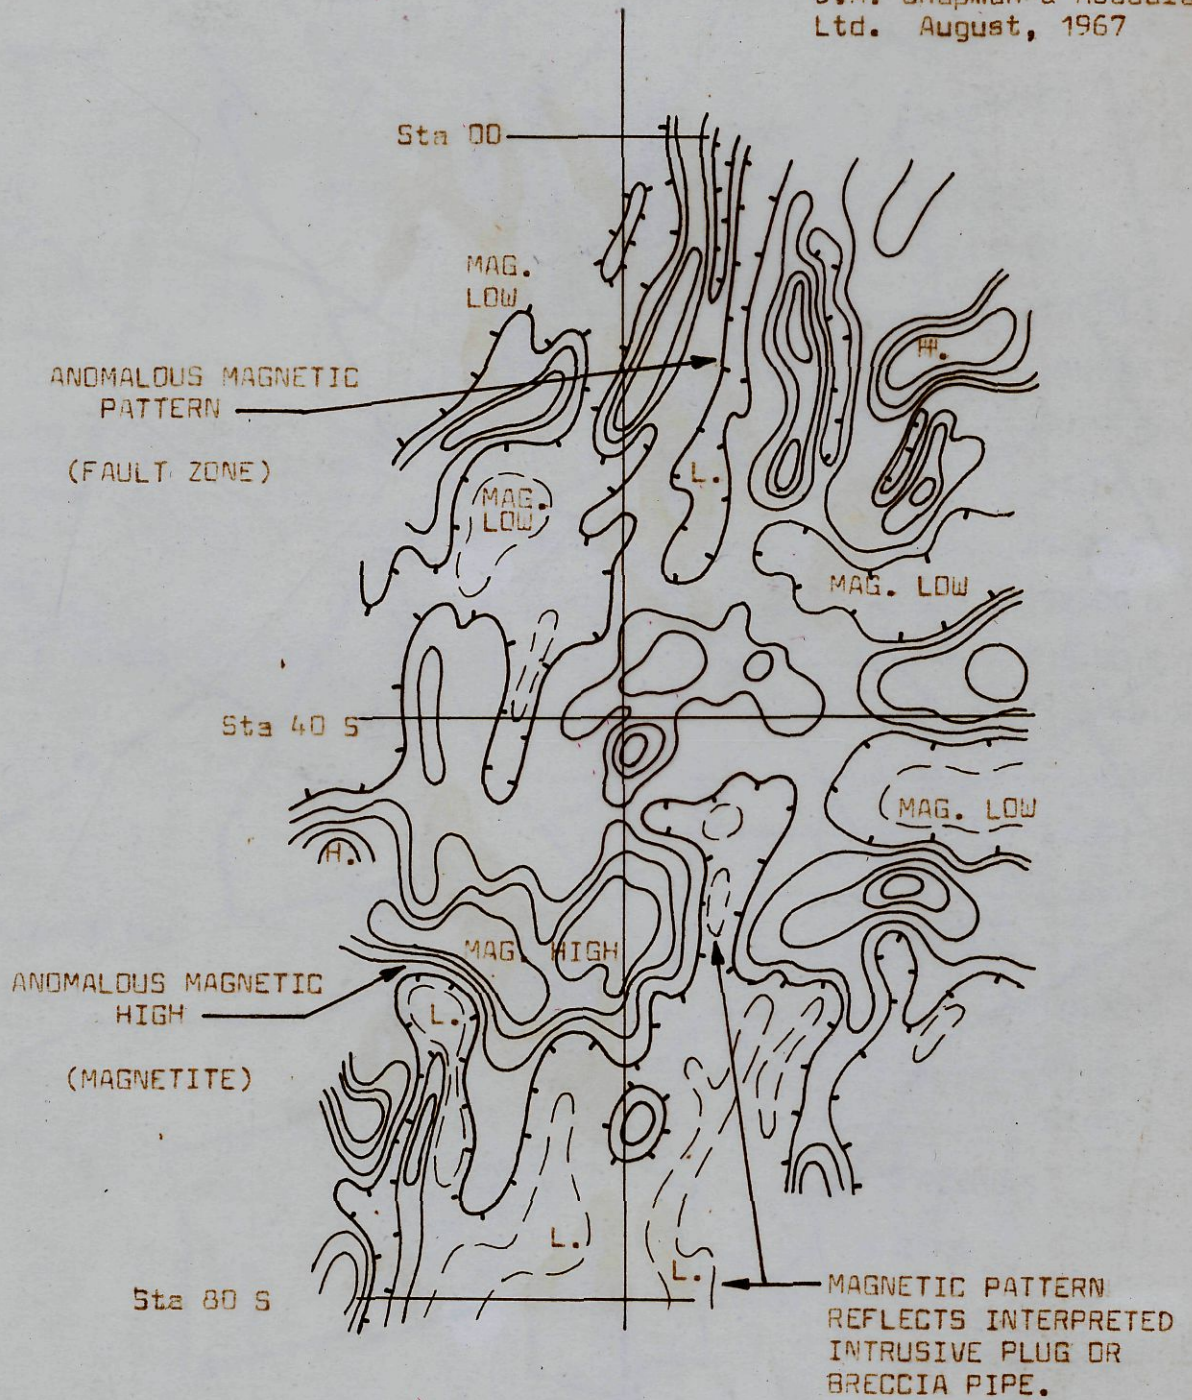 Ltd. August, 1967
Sta 00
MAG.
LOW
ANOMALOUS MAGNETIC
PATTERN
H.
(FAULT ZONE)
L.
MAG.
LOW
MAG. LOW
Sta 40 S
MAG. LOW
H.
MAG. HIGH
ANOMALOUS MAGNETIC
HIGH
L.
(MAGNETITE)
L.
L.
Sta 80 S
MAGNETIC PATTERN
REFLECTS INTERPRETED
INTRUSIVE PLUG OR
BRECCIA PIPE.